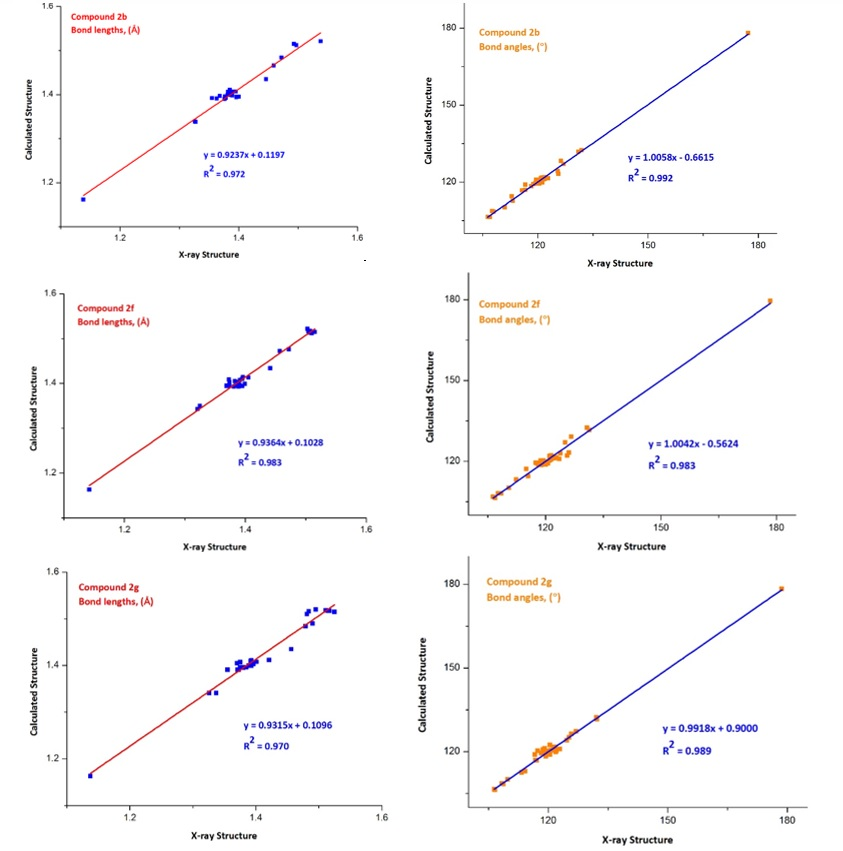 Compound 2b
Bond lengths, (Å)
Calculated Structure
1.6
1.4
1.2
y = 0.9237x + 0.1197
R2 = 0.972
1.2
1.4
1.6
X-ray Structure
Compound 2b
Bond angles, (°)
Calculated Structure
180
150
120
y = 1.0058x - 0.6615
R2 = 0.992
120
150
180
X-ray Structure
Compound 2f
Bond lengths, (Å)
Calculated Structure
1.6
1.4
1.2
y = 0.9364x + 0.1028
R2 = 0.983
1.2
1.4
1.6
X-ray Structure
Compound 2f
Bond angles, (°)
Calculated Structure
180
150
120
y = 1.0042x - 0.5624
R2 = 0.983
120
150
180
X-ray Structure
Compound 2g
Bond lengths, (Å)
Calculated Structure
1.6
1.4
1.2
y = 0.9315x + 0.1096
R2 = 0.970
1.2
1.4
1.6
X-ray Structure
Compound 2g
Bond angles, (°)
Calculated Structure
180
150
120
y = 0.9918x + 0.9000
R2 = 0.989
120
150
180
X-ray Structure